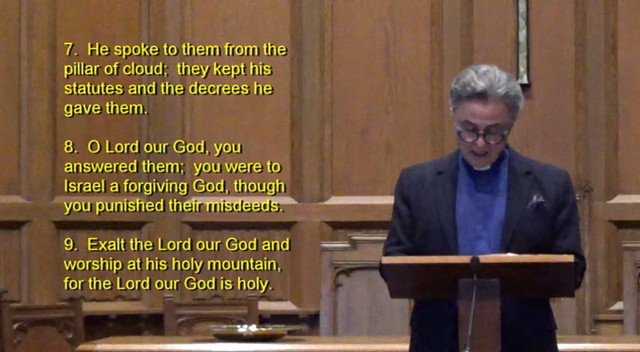 7. He spoke to them from the
pillar of cloud; they kept his
statutes and the decrees he
gave them.
8. O Lord our God, you
answered them; you were to
Israel a forgiving God, though
you punished their misdeeds.
9. Exalt the Lord our God and
worship at his holy mountain,
for the Lord our God is holy.